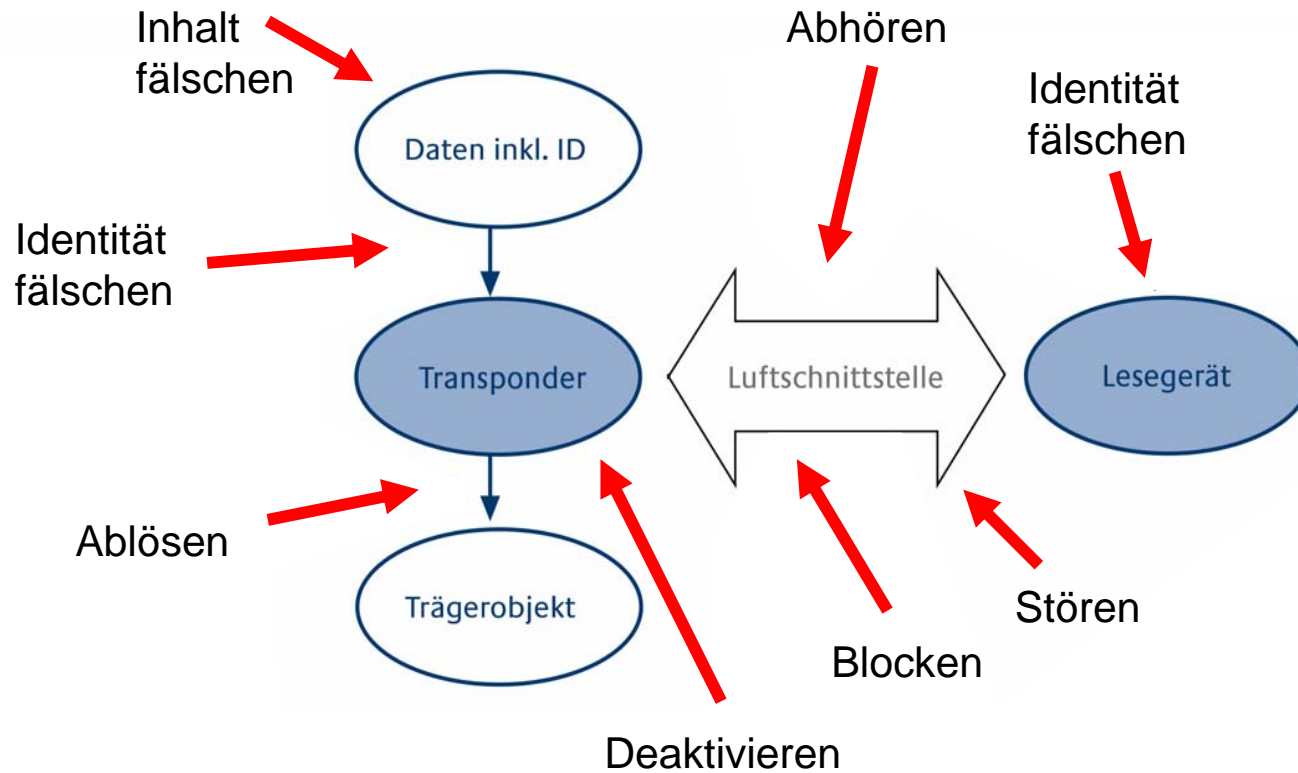 Inhalt
fälschen
Abhören
Identität
fälschen
Daten inkl. ID
Identität
fälschen
Transponder
Luftschnittstelle
Lesegerät
Ablösen
Trägerobjekt
Stören
Blocken
Deaktivieren